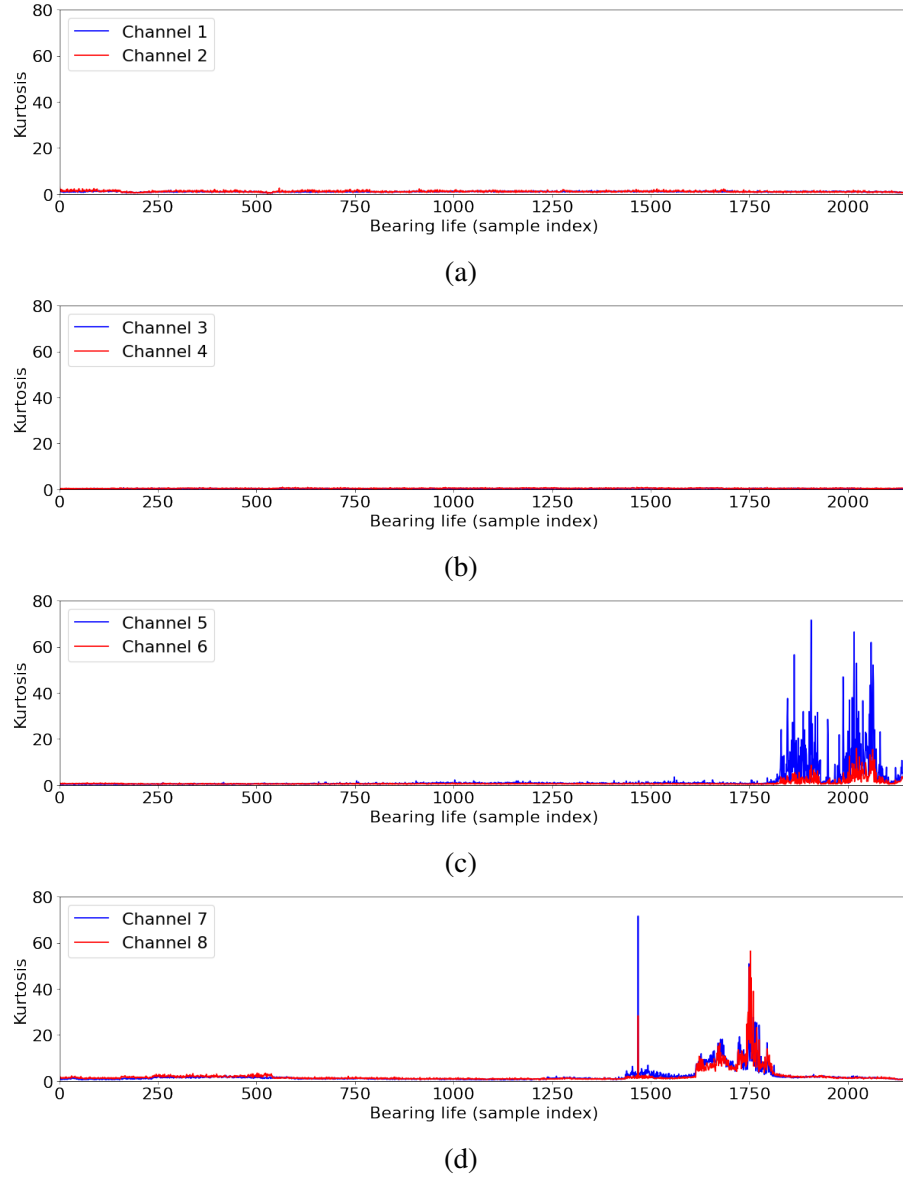 80
60
40
20
0
Kurtosis
Channel 1
Channel 2
0 250 500 750 1000 1250 1500 1750 2000
Bearing life (sample index)
(a)
80
60
40
20
0
Kurtosis
Channel 3
Channel 4
0 250 500 750 1000 1250 1500 1750 2000
Bearing life (sample index)
(b)
80
60
40
20
0
Kurtosis
Channel 5
Channel 6
0 250 500 750 1000 1250 1500 1750 2000
Bearing life (sample index)
(c)
80
60
40
20
0
Kurtosis
Channel 7
Channel 8
0 250 500 750 1000 1250 1500 1750 2000
Bearing life (sample index)
(d)